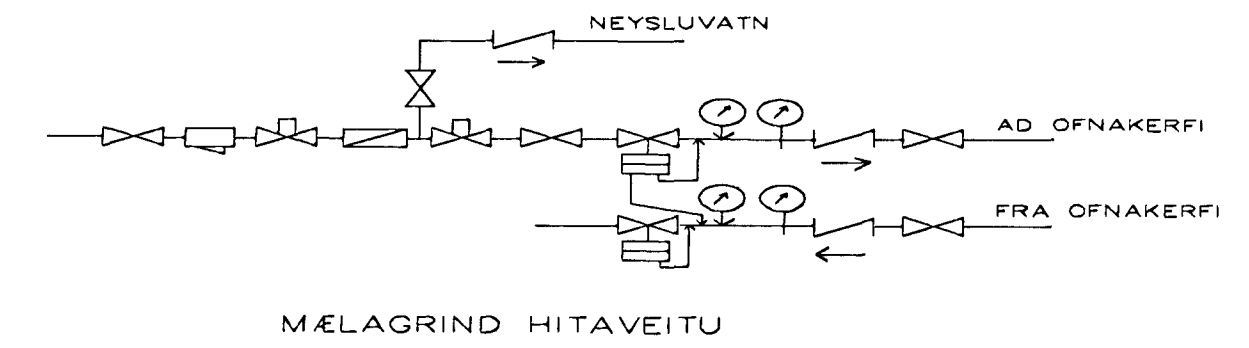 NEYSLUVATN
AD OFNAKERFI
FRA OFNAKERFI
MÆLAGRIND HITAVEITU